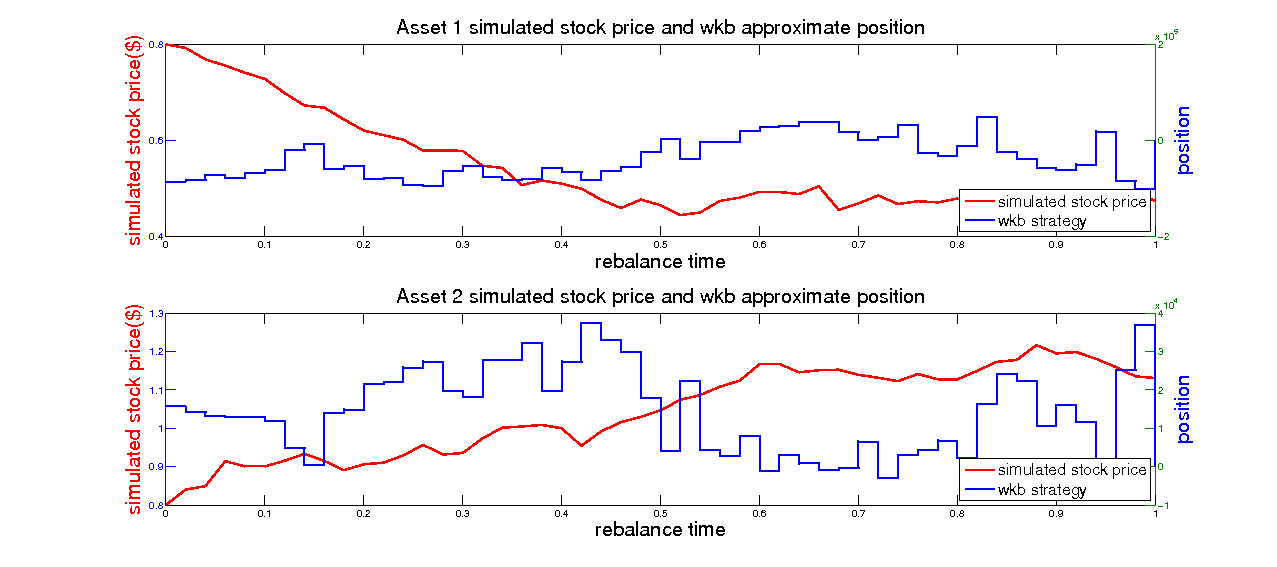 Asset 1 simulated stock price and wkb approximate position
x 10^5
0.8
2
0.6
0
0.4
-2
simulated stock price($)
position
simulated stock price
wkb strategy
0 0.1 0.2 0.3 0.4 0.5 0.6 0.7 0.8 0.9 1
rebalance time
Asset 2 simulated stock price and wkb approximate position
x 10^4
1.3
4
1.2
3
1.1
2
1
1
0.9
0
0.8
-1
simulated stock price($)
position
simulated stock price
wkb strategy
0 0.1 0.2 0.3 0.4 0.5 0.6 0.7 0.8 0.9 1
rebalance time